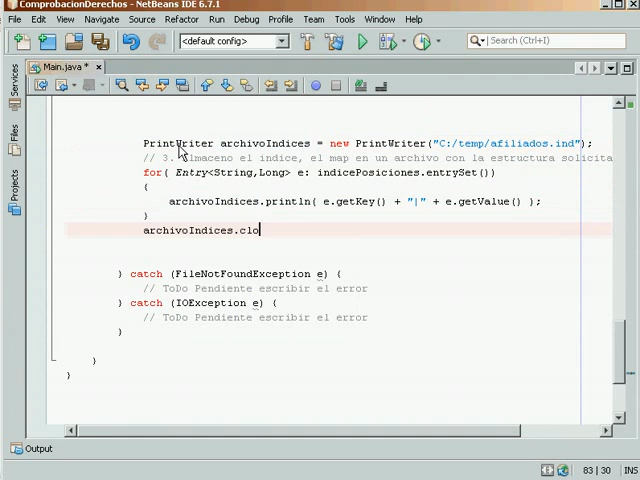 ComprobacionDerechos - NetBeans IDE 6.7.1
File Edit View Navigate Source Refactor Run Debug Profile Team Tools Window Help
<default config> Search (Ctrl+I)
Main.java *
Services
Files
Projects
PrintWriter archivoIndices = new PrintWriter("C:/temp/afiliados.ind");
// 3. Almaceno el indice, el map en un archivo con la estructura solicita
for( Entry<String,Long> e: indicePosiciones.entrySet())
{
archivoIndices.println( e.getKey() + "|" + e.getValue() );
}
archivoIndices.clo
} catch (FileNotFoundException e) {
// ToDo Pendiente escribir el error
} catch (IOException e) {
// ToDo Pendiente escribir el error
}
}
}
Output
83 | 30 INS